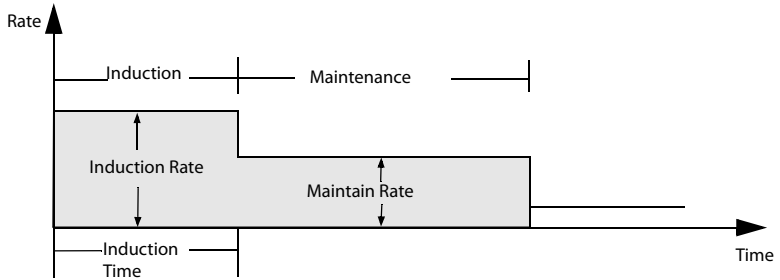 Rate
Induction
Maintenance
Induction Rate
Maintain Rate
Induction
Time
Time